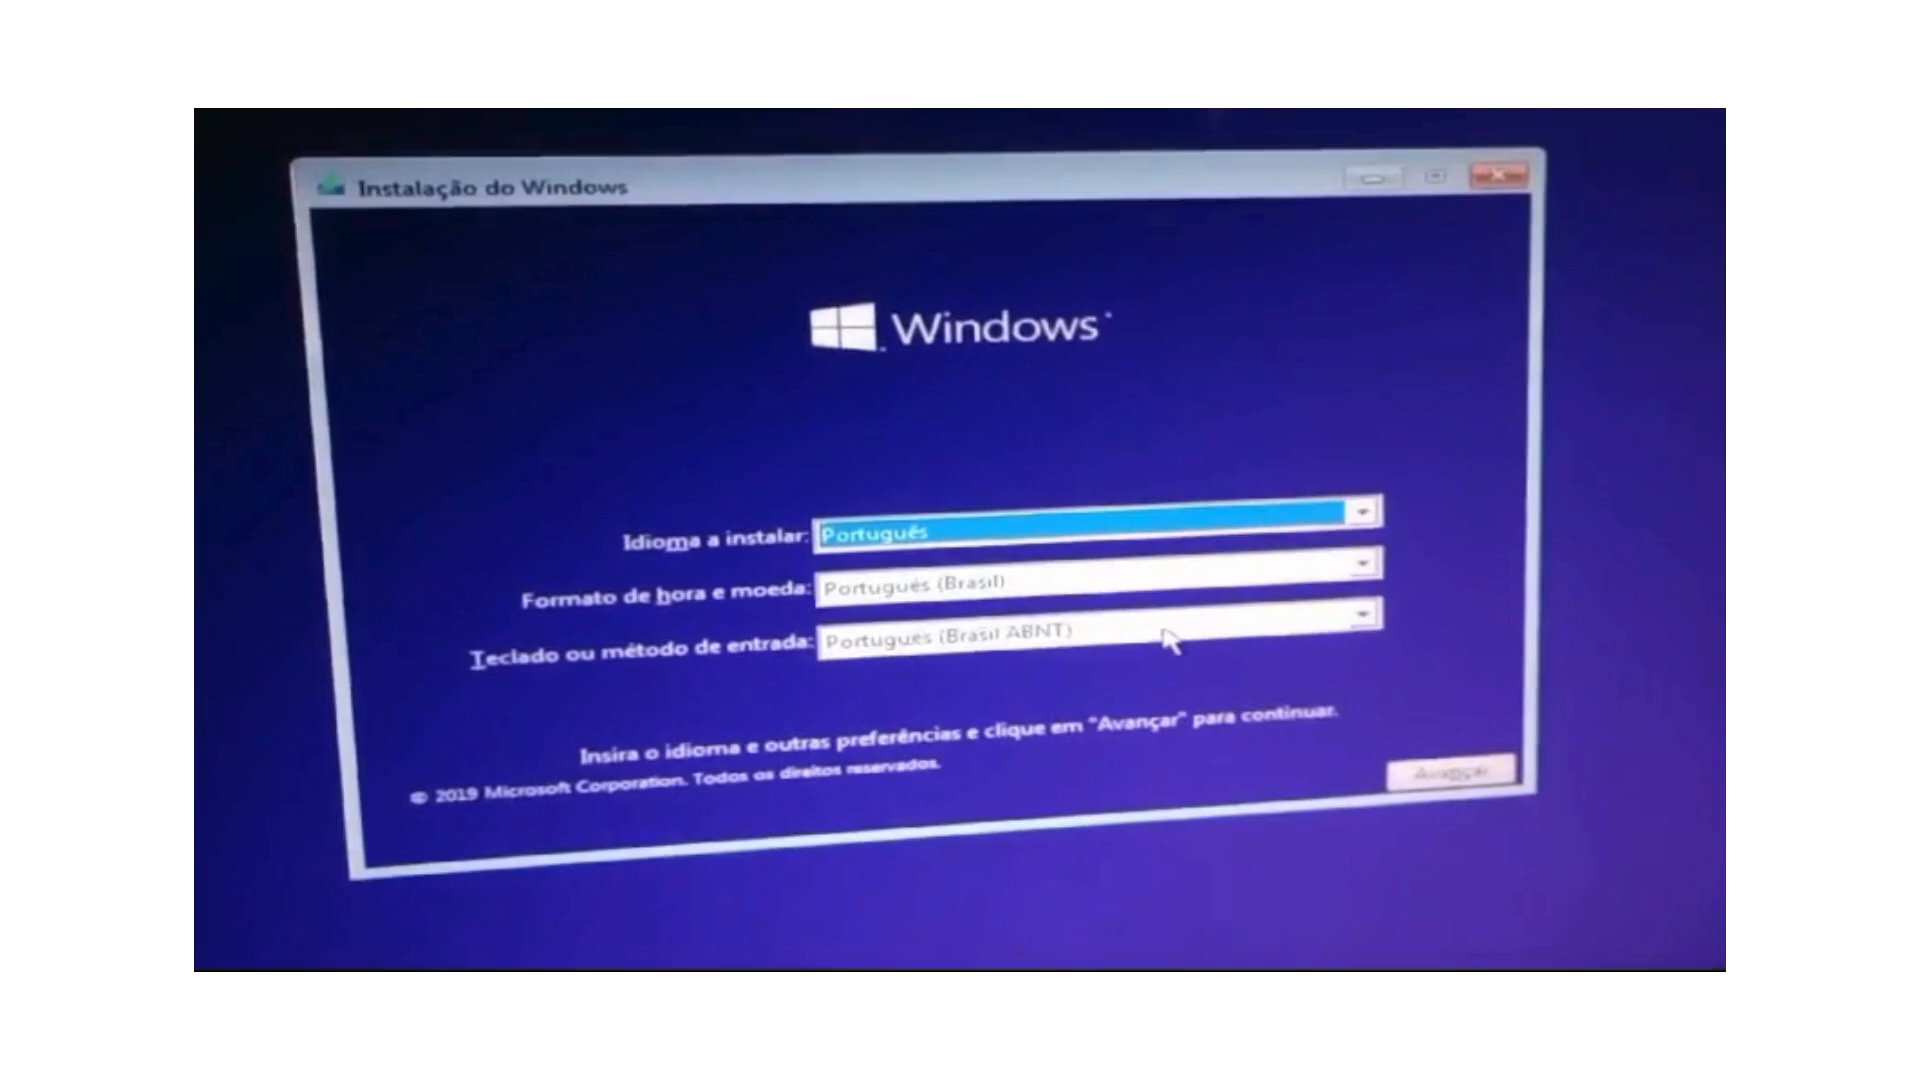 Instalação do Windows
Windows
Idioma a instalar: Português
Formato de hora e moeda: Português (Brasil)
Teclado ou método de entrada: Português (Brasil ABNT)
Insira o idioma e outras preferências e clique em "Avançar" para continuar.
© 2019 Microsoft Corporation. Todos os direitos reservados.
Avançar